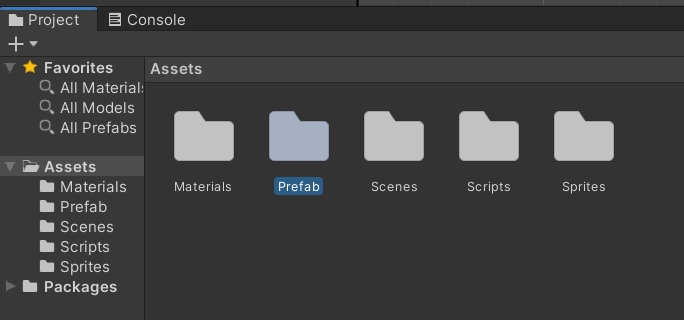 Project
Console
Favorites
All Materials
All Models
All Prefabs
Assets
Materials
Prefab
Scenes
Scripts
Sprites
Packages
Assets
Materials
Prefab
Scenes
Scripts
Sprites